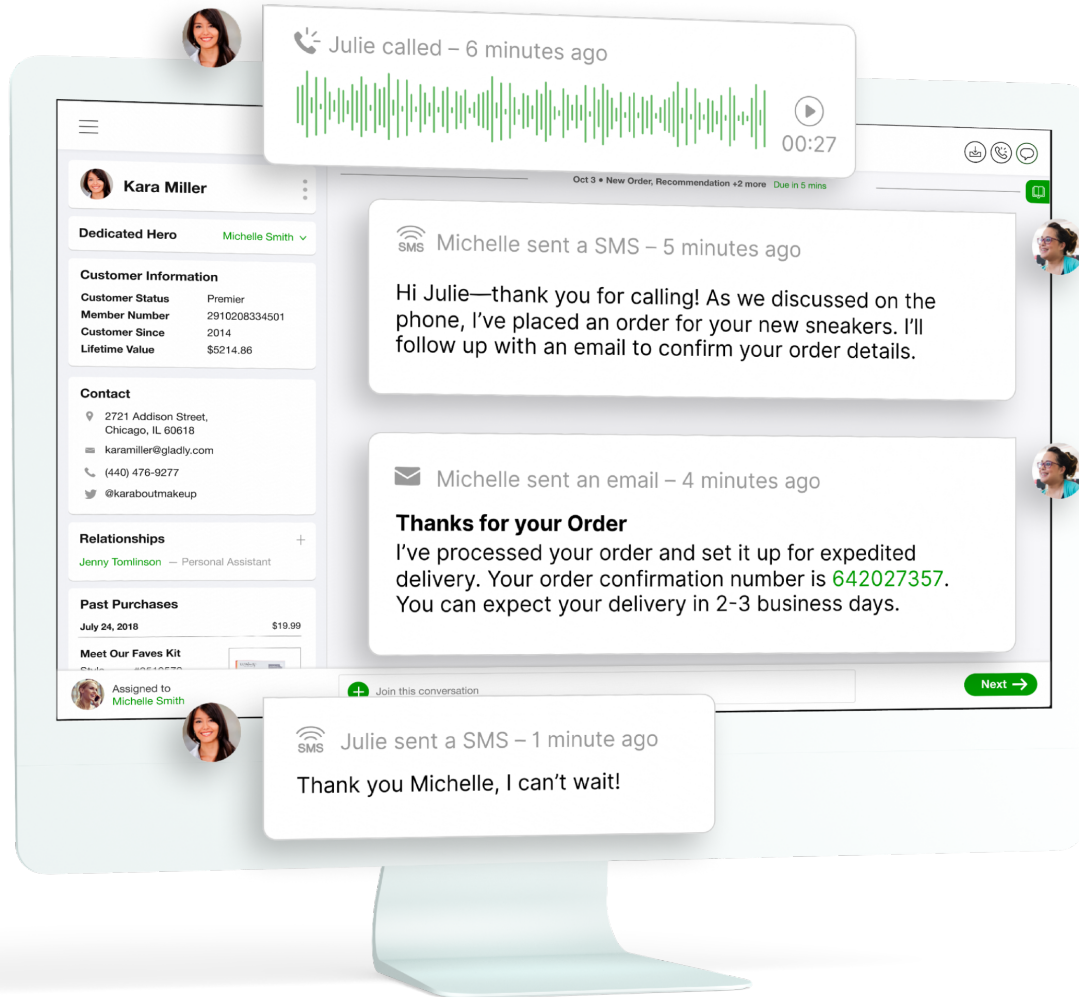 Julie called – 6 minutes ago
00:27
Kara Miller
Oct 3 • New Order, Recommendation +2 more Due in 5 mins
Dedicated Hero Michelle Smith
Customer Information
Customer Status Premier
Member Number 2910208334501
Customer Since 2014
Lifetime Value $5214.86
Contact
2721 Addison Street,
Chicago, IL 60618
karamiller@gladly.com
(440) 476-9277
@karaboutmakeup
Relationships
Jenny Tomlinson — Personal Assistant
Past Purchases
July 24, 2018 $19.99
Meet Our Faves Kit
SMS Michelle sent a SMS – 5 minutes ago
Hi Julie—thank you for calling! As we discussed on the
phone, I’ve placed an order for your new sneakers. I’ll
follow up with an email to confirm your order details.
Michelle sent an email – 4 minutes ago
Thanks for your Order
I’ve processed your order and set it up for expedited
delivery. Your order confirmation number is 642027357.
You can expect your delivery in 2-3 business days.
Assigned to
Michelle Smith
Join this conversation
Next
SMS Julie sent a SMS – 1 minute ago
Thank you Michelle, I can’t wait!